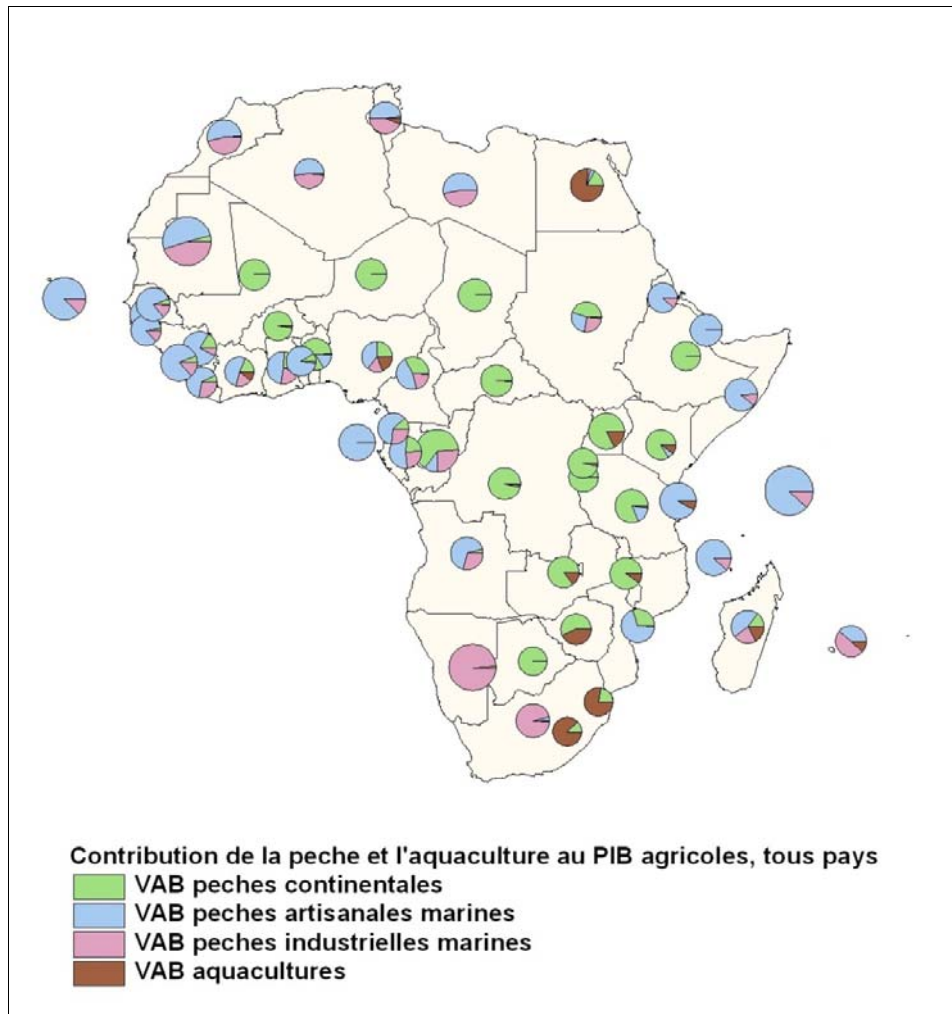 Contribution de la peche et l'aquaculture au PIB agricoles, tous pays
VAB peches continentales
VAB peches artisanales marines
VAB peches industrielles marines
VAB aquacultures